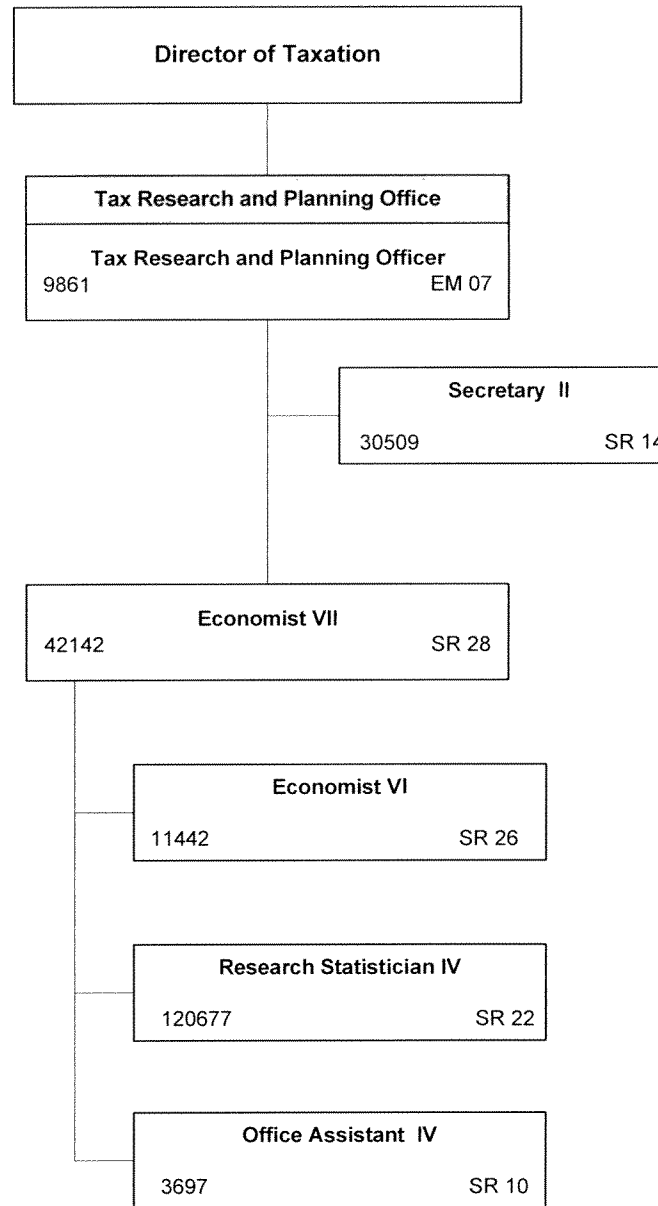 Director of Taxation
Tax Research and Planning Office
Tax Research and Planning Officer
9861 EM 07
Secretary II
30509 SR 14
Economist VII
42142 SR 28
Economist VI
11442 SR 26
Research Statistician IV
120677 SR 22
Office Assistant IV
3697 SR 10